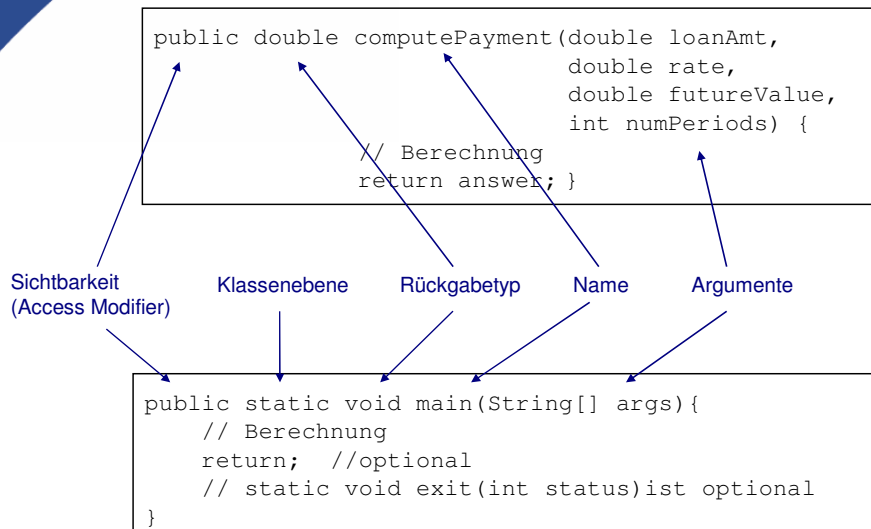 public double computePayment(double loanAmt,
double rate,
double futureValue,
int numPeriods) {
// Berechnung
return answer; }
Sichtbarkeit
(Access Modifier)
Klassenebene
Rückgabetyp
Name
Argumente
public static void main(String[] args){
// Berechnung
return; //optional
// static void exit(int status)ist optional
}